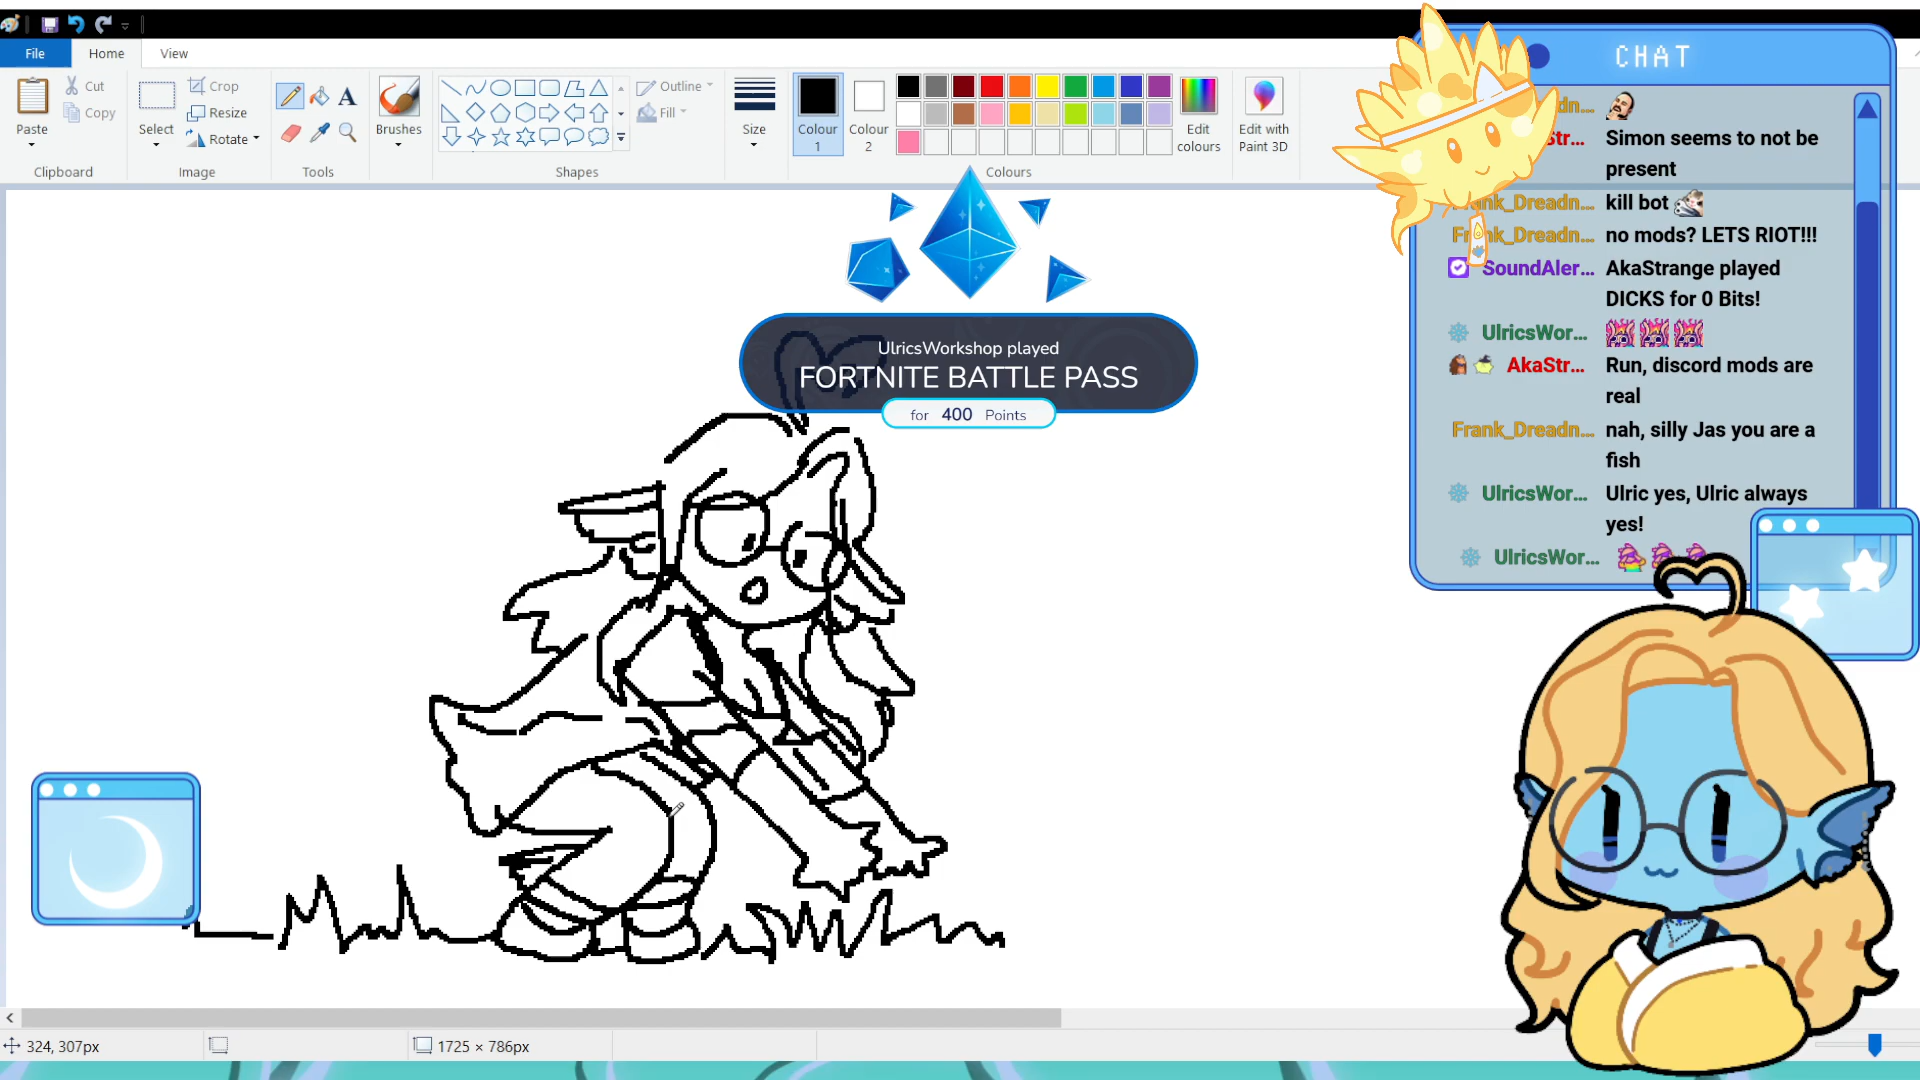 File Home View
Paste
Cut
Copy
Clipboard
Select
Crop
Resize
Rotate
Image
A
Tools
Brushes
Shapes
Outline
Fill
Size
Colour 1
Colour 2
Edit colours
Colours
Edit with Paint 3D
CHAT
Simon seems to not be
present
kill bot
no mods? LETS RIOT!!!
SoundAler... AkaStrange played
DICKS for 0 Bits!
UlricsWor...
AkaStr... Run, discord mods are
real
Frank_Dreadn... nah, silly Jas you are a
fish
UlricsWor... Ulric yes, Ulric always
yes!
UlricsWor...
UlricsWorkshop played
FORTNITE BATTLE PASS
for 400 Points
324, 307px
1725 × 786px